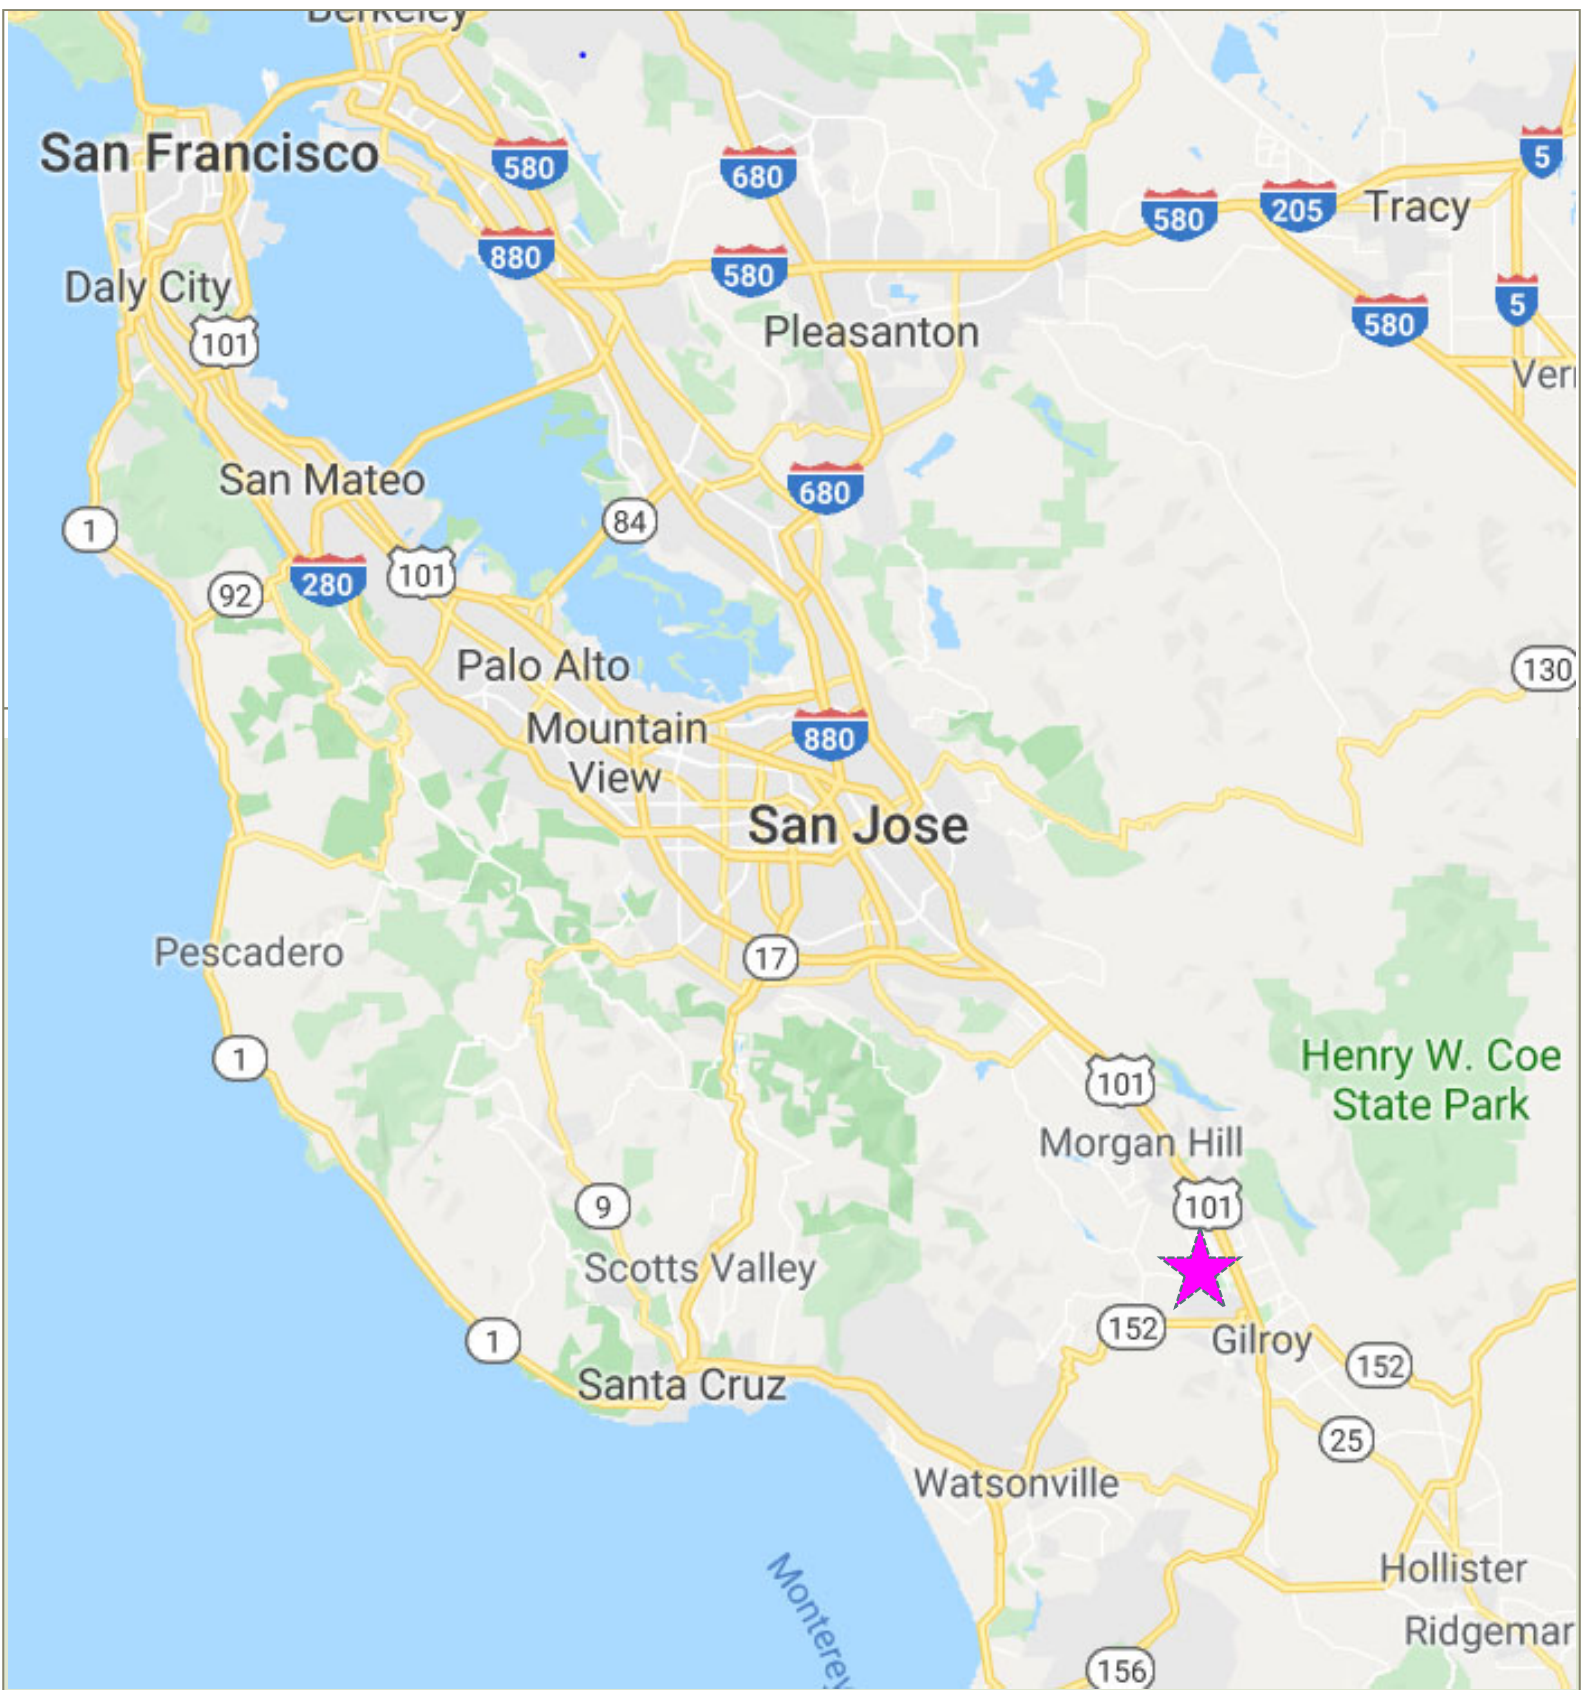 Berkeley
San Francisco
580
680
5
580
205
Tracy
880
580
Daly City
101
Pleasanton
580
5
Ver
San Mateo
680
1
84
92
280
101
Palo Alto
130
Mountain
View
880
San Jose
Pescadero
17
1
Henry W. Coe
State Park
101
Morgan Hill
9
101
Scotts Valley
1
152
Gilroy
152
Santa Cruz
25
Watsonville
Hollister
Monterey
Ridgemar
156